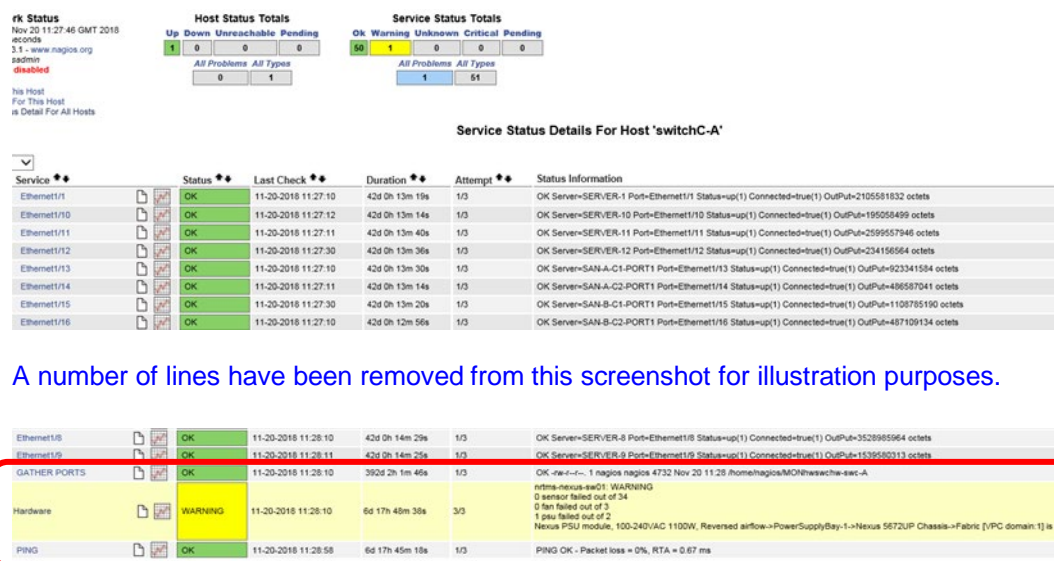 rk Status
Nov 20 11:27:46 GMT 2018
econds
3.1 - www.nagios.org
sadmin
disabled
his Host
For This Host
us Detail For All Hosts
Host Status Totals
Up Down Unreachable Pending
1 0 0 0
All Problems All Types
0 1
Service Status Totals
Ok Warning Unknown Critical Pending
50 1 0 0 0
All Problems All Types
1 51
Service Status Details For Host 'switchC-A'
Service Status Last Check Duration Attempt Status Information
Ethernet1/1 OK 11-20-2018 11:27:10 42d 0h 13m 19s 1/3 OK Server=SERVER-1 Port=Ethernet1/1 Status=up(1) Connected=true(1) OutPut=2105581832 octets
Ethernet1/10 OK 11-20-2018 11:27:12 42d 0h 13m 14s 1/3 OK Server=SERVER-10 Port=Ethernet1/10 Status=up(1) Connected=true(1) OutPut=195058499 octets
Ethernet1/11 OK 11-20-2018 11:27:11 42d 0h 13m 40s 1/3 OK Server=SERVER-11 Port=Ethernet1/11 Status=up(1) Connected=true(1) OutPut=2599557946 octets
Ethernet1/12 OK 11-20-2018 11:27:30 42d 0h 13m 36s 1/3 OK Server=SERVER-12 Port=Ethernet1/12 Status=up(1) Connected=true(1) OutPut=234156564 octets
Ethernet1/13 OK 11-20-2018 11:27:10 42d 0h 13m 30s 1/3 OK Server=SAN-A-C1-PORT1 Port=Ethernet1/13 Status=up(1) Connected=true(1) OutPut=923341584 octets
Ethernet1/14 OK 11-20-2018 11:27:11 42d 0h 13m 14s 1/3 OK Server=SAN-A-C2-PORT1 Port=Ethernet1/14 Status=up(1) Connected=true(1) OutPut=486587041 octets
Ethernet1/15 OK 11-20-2018 11:27:30 42d 0h 13m 20s 1/3 OK Server=SAN-B-C1-PORT1 Port=Ethernet1/15 Status=up(1) Connected=true(1) OutPut=1108785190 octets
Ethernet1/16 OK 11-20-2018 11:27:10 42d 0h 12m 56s 1/3 OK Server=SAN-B-C2-PORT1 Port=Ethernet1/16 Status=up(1) Connected=true(1) OutPut=487109134 octets
A number of lines have been removed from this screenshot for illustration purposes.
Ethernet1/8 OK 11-20-2018 11:28:10 42d 0h 14m 29s 1/3 OK Server=SERVER-8 Port=Ethernet1/8 Status=up(1) Connected=true(1) OutPut=3528985964 octets
Ethernet1/9 OK 11-20-2018 11:28:11 42d 0h 14m 25s 1/3 OK Server=SERVER-9 Port=Ethernet1/9 Status=up(1) Connected=true(1) OutPut=1539580313 octets
GATHER PORTS OK 11-20-2018 11:28:10 392d 2h 1m 46s 1/3 OK -rw-r--r--. 1 nagios nagios 4732 Nov 20 11:28 /home/nagios/MONhwswchw-swc-A
Hardware WARNING 11-20-2018 11:28:10 6d 17h 48m 38s 3/3 nrtms-nexus-sw01: WARNING
0 sensor failed out of 34
0 fan failed out of 3
1 psu failed out of 2
Nexus PSU module, 100-240VAC 1100W, Reversed airflow->PowerSupplyBay-1->Nexus 5672UP Chassis->Fabric [VPC domain:1] is
PING OK 11-20-2018 11:28:58 6d 17h 45m 18s 1/3 PING OK - Packet loss = 0%, RTA = 0.67 ms